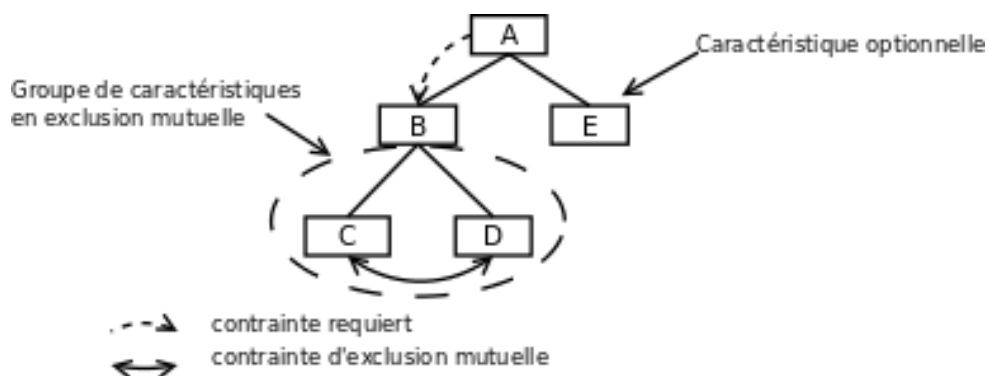 A
Caractéristique optionnelle
Groupe de caractéristiques
en exclusion mutuelle
B
E
C
D
contrainte requiert
contrainte d'exclusion mutuelle